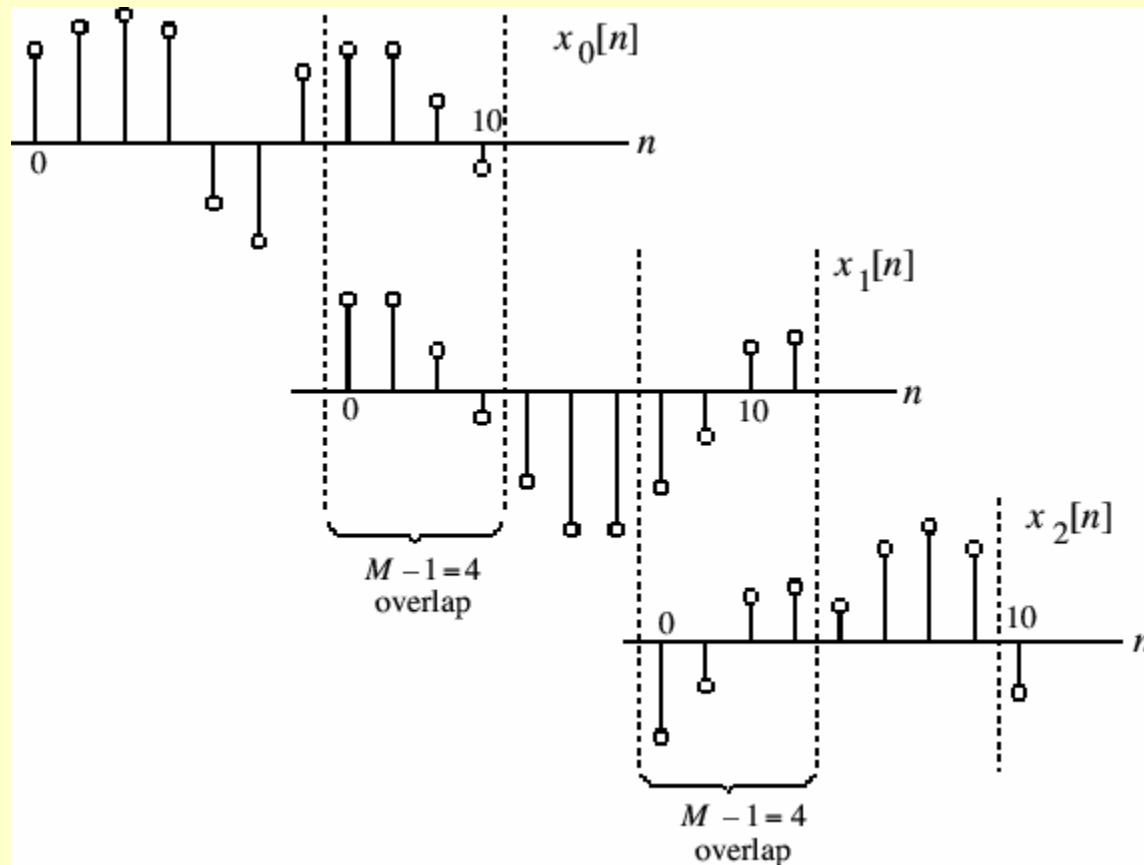 x₀[n]
10
0
n
x₁[n]
0
10
n
M – 1 = 4
overlap
x₂[n]
0
10
n
M – 1 = 4
overlap